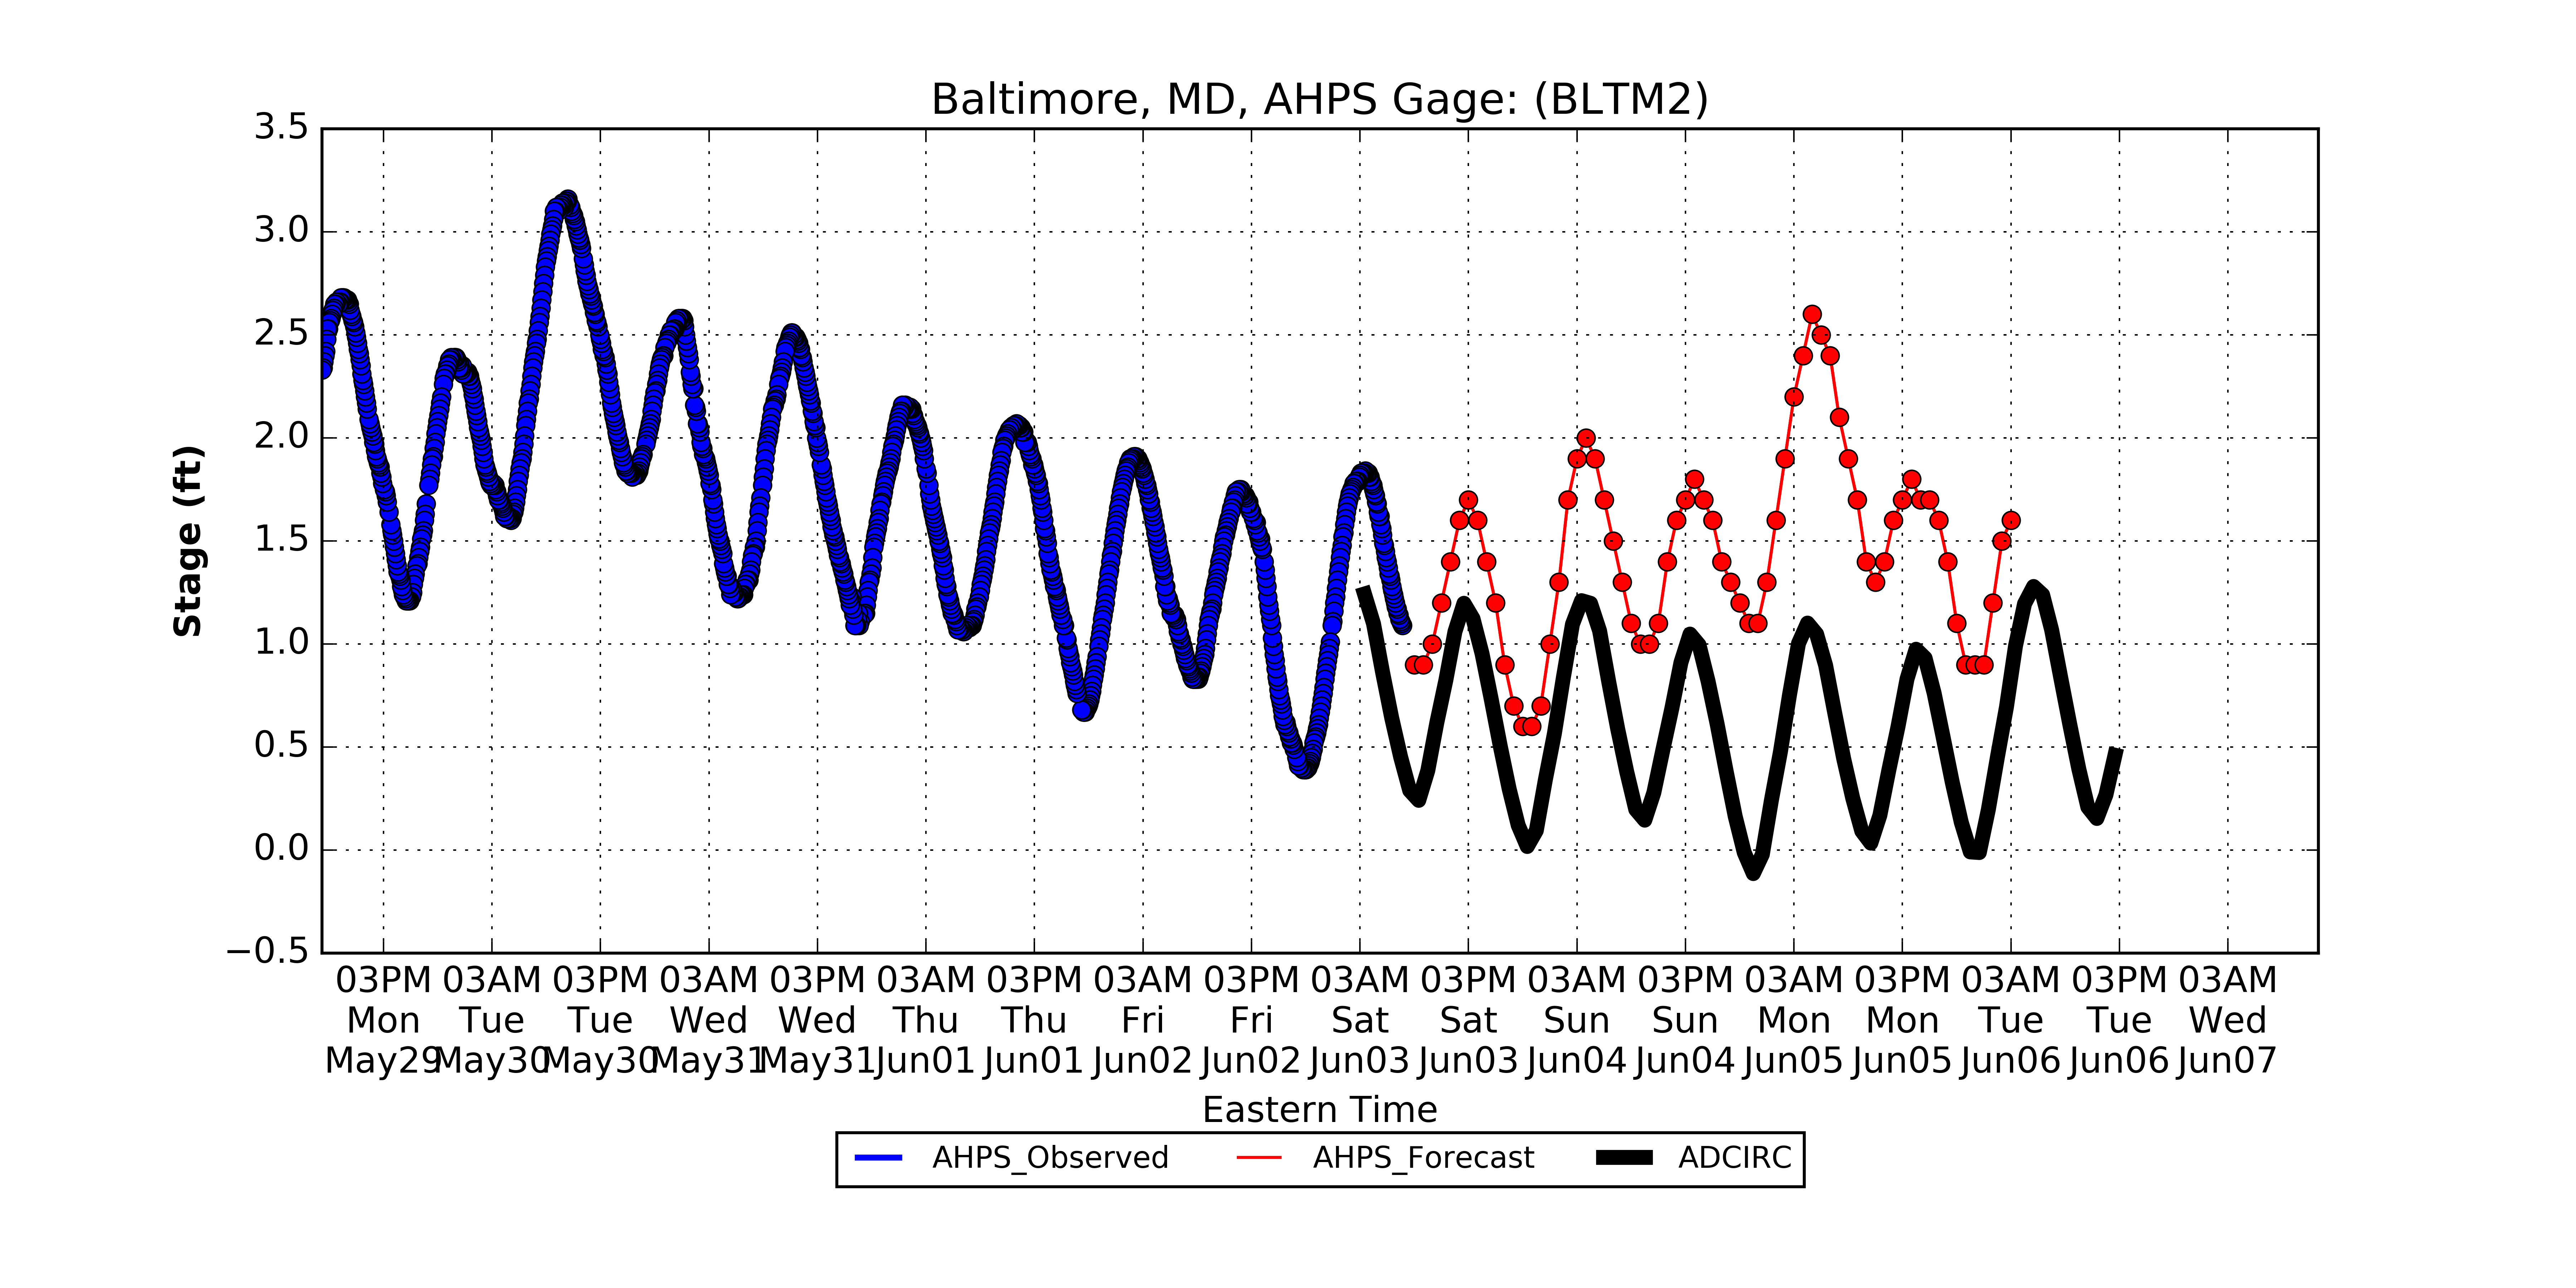 Baltimore, MD, AHPS Gage: (BLTM2)
3.5
3.0
2.5
2.0
1.5
1.0
0.5
0.0
−0.5
Stage (ft)
03PM 03AM 03PM 03AM 03PM 03AM 03PM 03AM 03PM 03AM 03PM 03AM 03PM 03AM 03PM 03AM 03PM 03AM
Mon Tue Tue Wed Wed Thu Thu Fri Fri Sat Sat Sun Sun Mon Mon Tue Tue Wed
May29 May30 May30 May31 May31 Jun01 Jun01 Jun02 Jun02 Jun03 Jun03 Jun04 Jun04 Jun05 Jun05 Jun06 Jun06 Jun07
Eastern Time
AHPS_Observed AHPS_Forecast ADCIRC